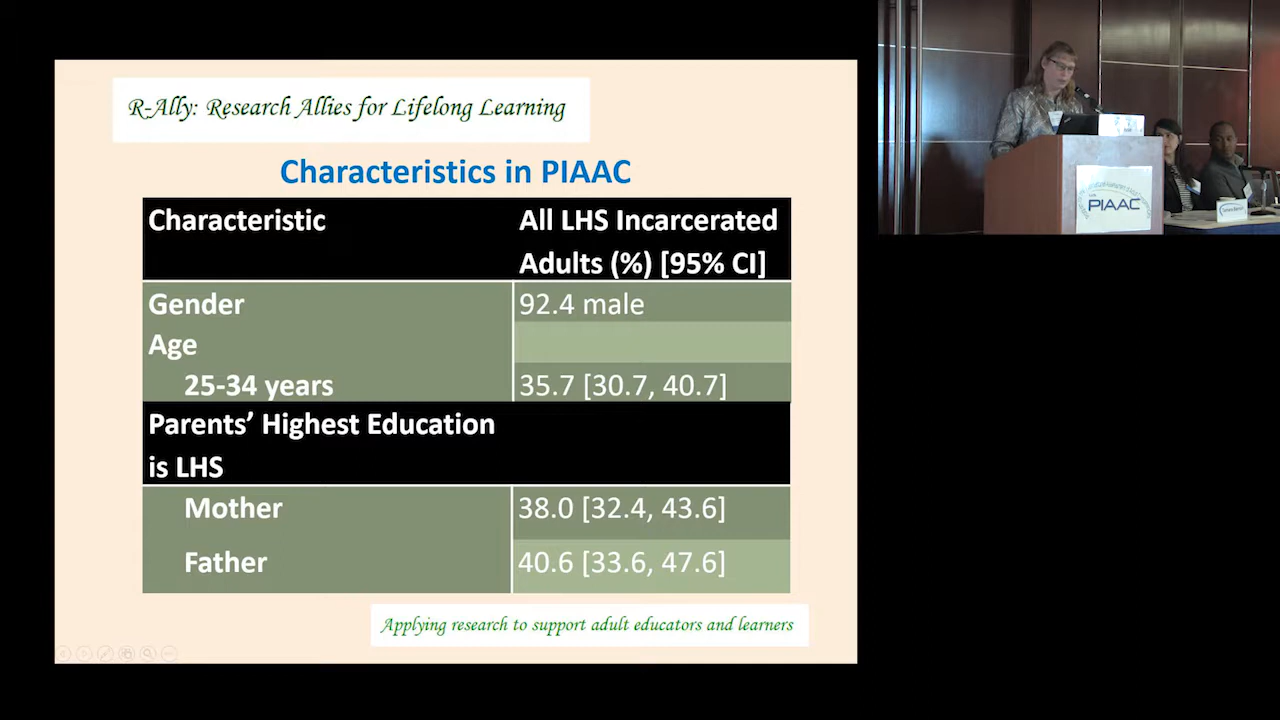 R-Ally: Research Allies for Lifelong Learning
Characteristics in PIAAC
Characteristic
All LHS Incarcerated
Adults (%) [95% CI]
Gender
92.4 male
Age
25-34 years
35.7 [30.7, 40.7]
Parents’ Highest Education
is LHS
Mother
38.0 [32.4, 43.6]
Father
40.6 [33.6, 47.6]
Applying research to support adult educators and learners
PIAAC